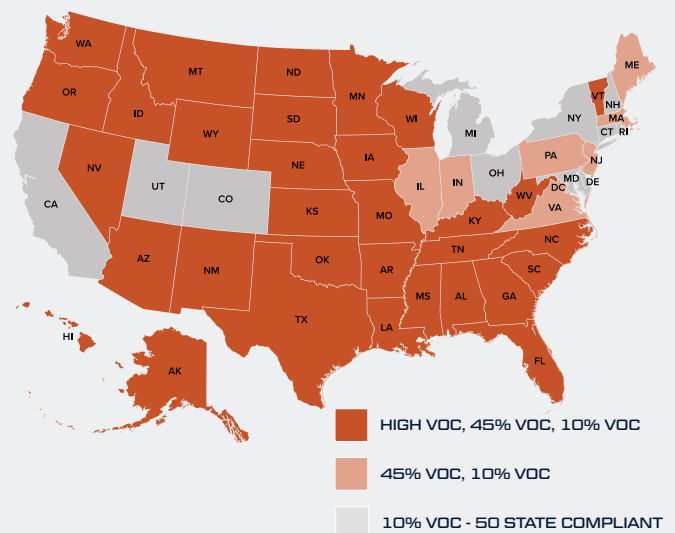 WA
MT
ND
MN
ME
OR
ID
SD
WI
VT
NH
WY
MI
NY
MA
CT RI
NV
NE
IA
PA
NJ
UT
CO
IL
IN
OH
MD
DE
DC
CA
KS
MO
WV
VA
KY
NC
AZ
NM
OK
AR
TN
SC
MS
AL
GA
TX
LA
HI
FL
AK
HIGH VOC, 45% VOC, 10% VOC
45% VOC, 10% VOC
10% VOC - 50 STATE COMPLIANT